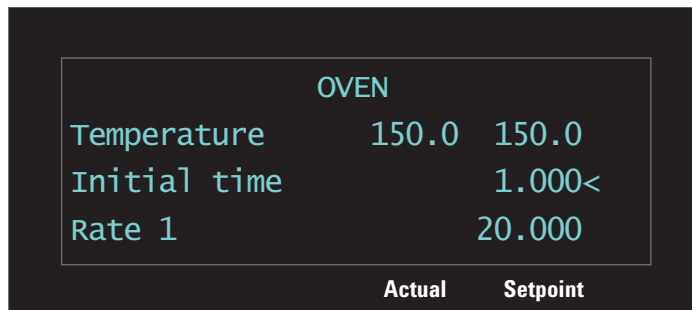 OVEN
Temperature 150.0 150.0
Initial time 1.000<
Rate 1 20.000
Actual Setpoint